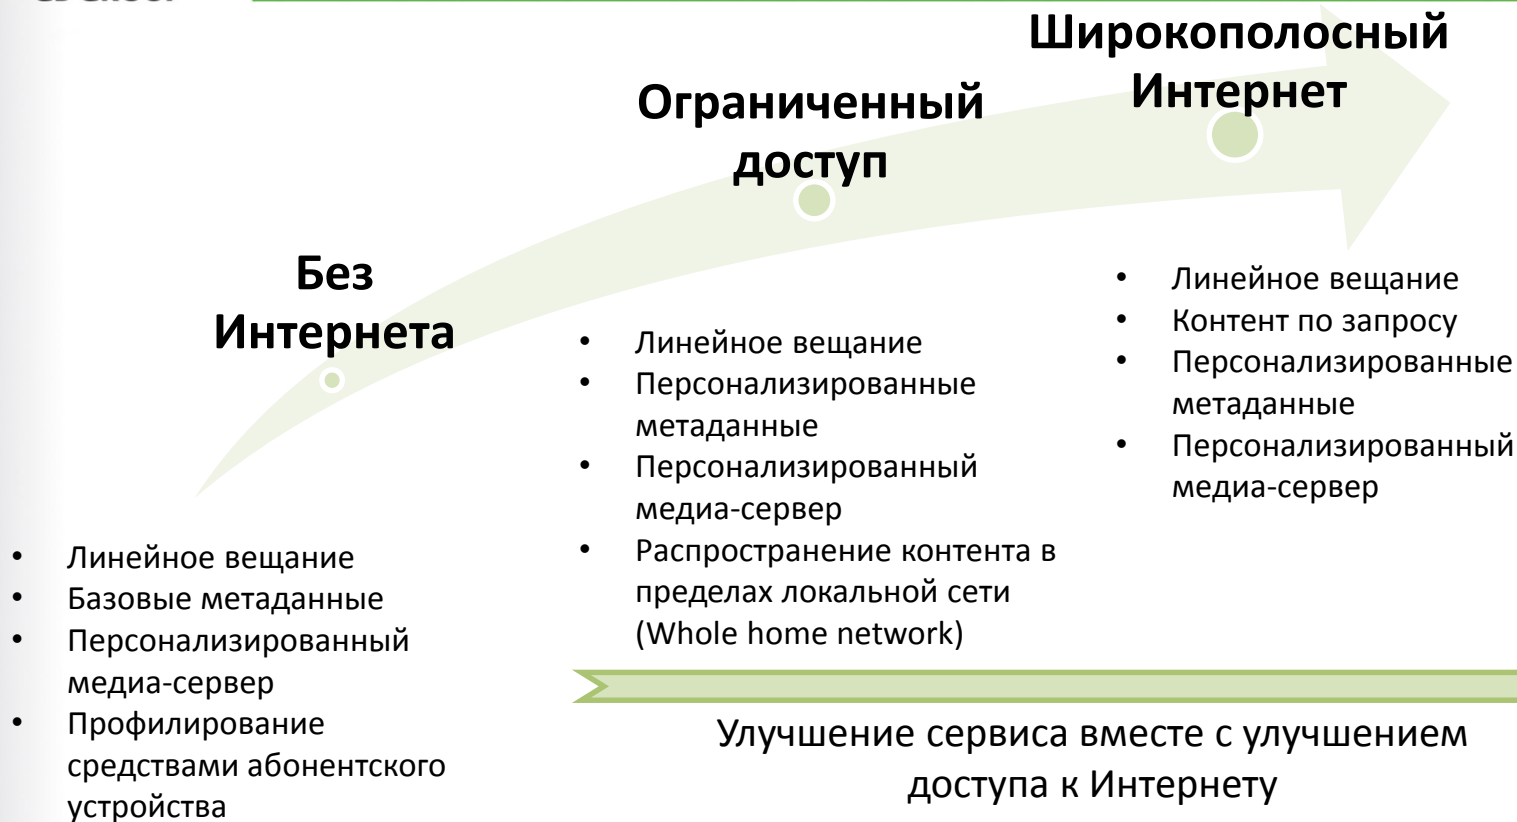 Широкополосный
Интернет
Ограниченный
доступ
Без
Интернета
• Линейное вещание
• Базовые метаданные
• Персонализированный
медиа-сервер
• Профилирование
средствами абонентского
устройства
• Линейное вещание
• Персонализированные
метаданные
• Персонализированный
медиа-сервер
• Распространение контента в
пределах локальной сети
(Whole home network)
• Линейное вещание
• Контент по запросу
• Персонализированные
метаданные
• Персонализированный
медиа-сервер
Улучшение сервиса вместе с улучшением
доступа к Интернету